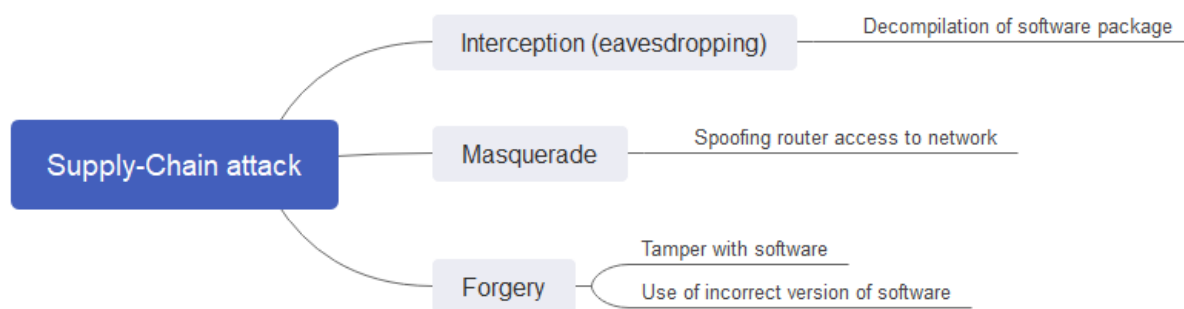 Supply-Chain attack
Interception (eavesdropping)
Decompilation of software package
Masquerade
Spoofing router access to network
Forgery
Tamper with software
Use of incorrect version of software